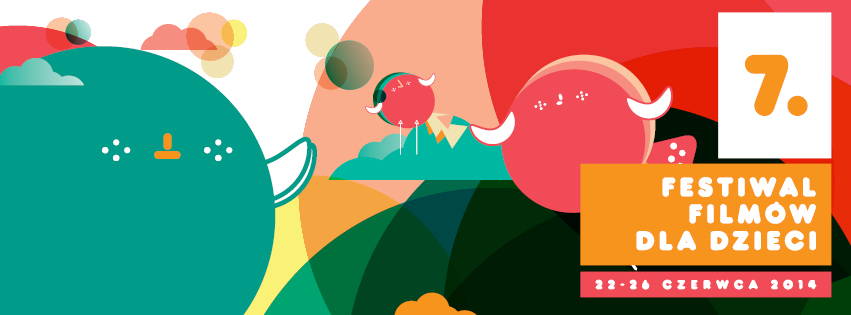 7.
FESTIWAL
FILMÓW
DLA DZIECI
22-26 CZERWCA 2014